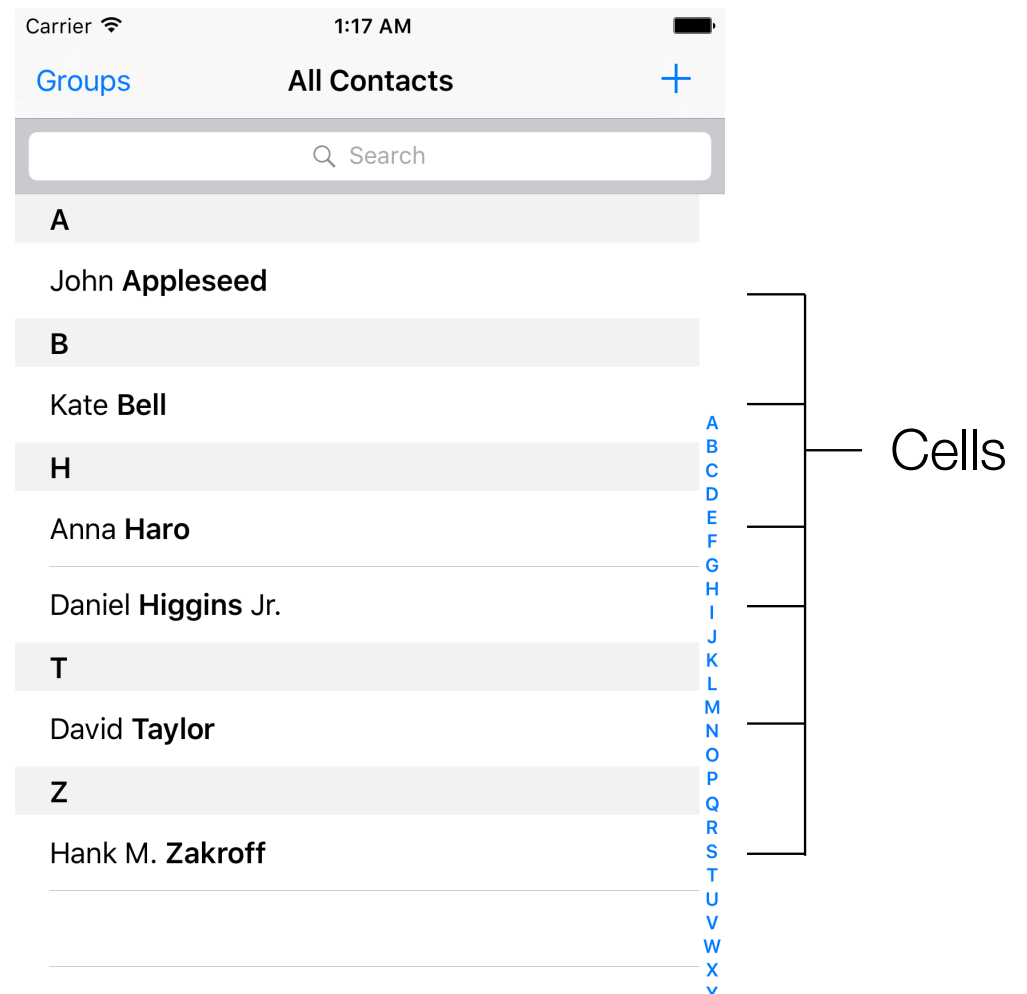 Carrier 1:17 AM
Groups All Contacts +
Search
A
John Appleseed
B
Kate Bell
H
Anna Haro
Daniel Higgins Jr.
T
David Taylor
Z
Hank M. Zakroff
A
B
C
D
E
F
G
H
I
J
K
L
M
N
O
P
Q
R
S
T
U
V
W
X
Y
Cells